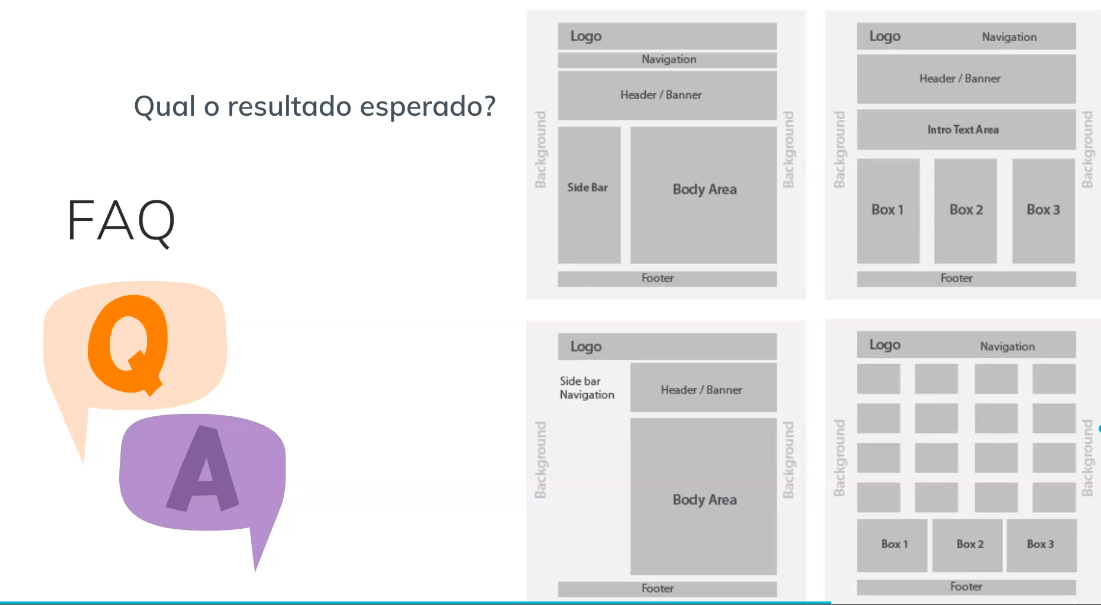 Qual o resultado esperado?
FAQ
Q
A
Logo
Navigation
Header / Banner
Background
Side Bar
Body Area
Background
Footer
Logo
Navigation
Header / Banner
Intro Text Area
Background
Box 1
Box 2
Box 3
Background
Footer
Logo
Side bar
Navigation
Header / Banner
Background
Body Area
Background
Footer
Logo
Navigation
Background
Background
Box 1
Box 2
Box 3
Footer